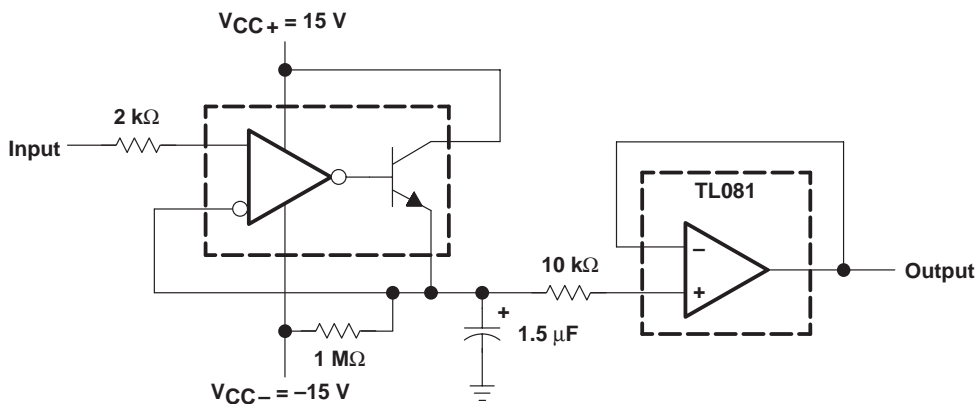 VCC+ = 15 V
2 kΩ
Input
TL081
−
+
10 kΩ
Output
+
1.5 μF
1 MΩ
VCC− = −15 V